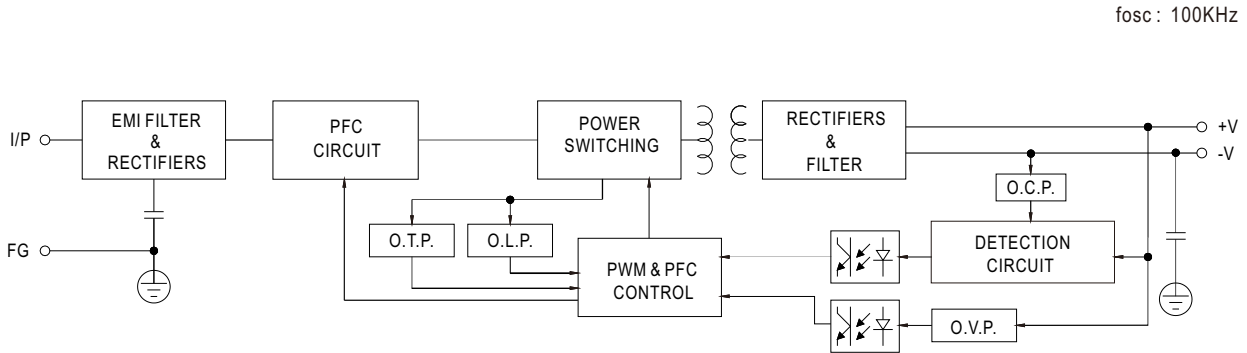 fosc : 100KHz
I/P
EMI FILTER
&
RECTIFIERS
PFC
CIRCUIT
POWER
SWITCHING
RECTIFIERS
&
FILTER
+V
-V
O.C.P.
FG
O.T.P.
O.L.P.
PWM & PFC
CONTROL
DETECTION
CIRCUIT
O.V.P.